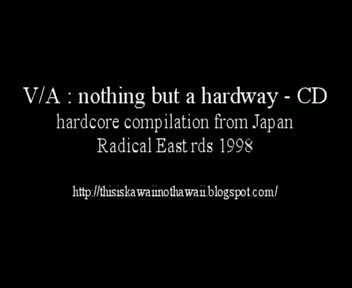 V/A : nothing but a hardway - CD
hardcore compilation from Japan
Radical East rds 1998
http://thisiskawaiinothawaii.blogspot.com/